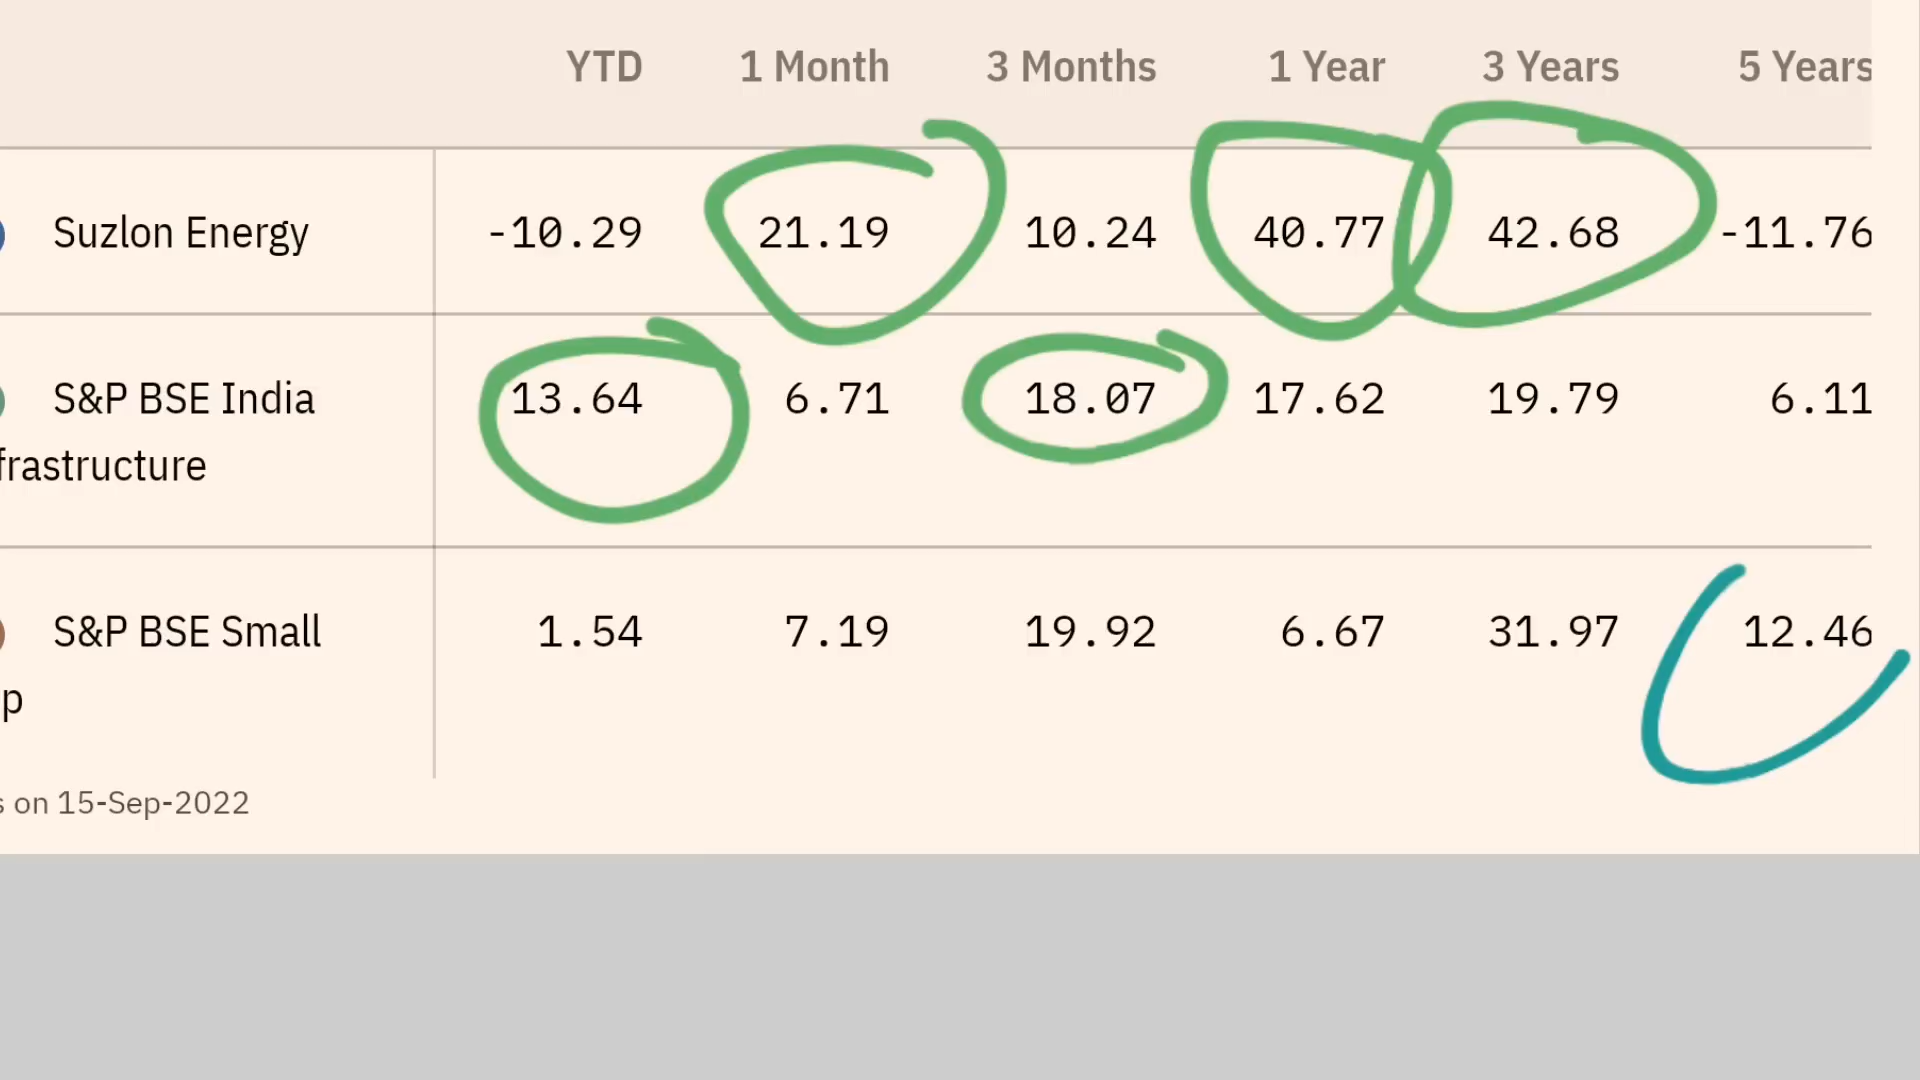 YTD 1 Month 3 Months 1 Year 3 Years 5 Years
Suzlon Energy -10.29 21.19 10.24 40.77 42.68 -11.76
S&P BSE India 13.64 6.71 18.07 17.62 19.79 6.11
frastructure
S&P BSE Small 1.54 7.19 19.92 6.67 31.97 12.46
p
s on 15-Sep-2022